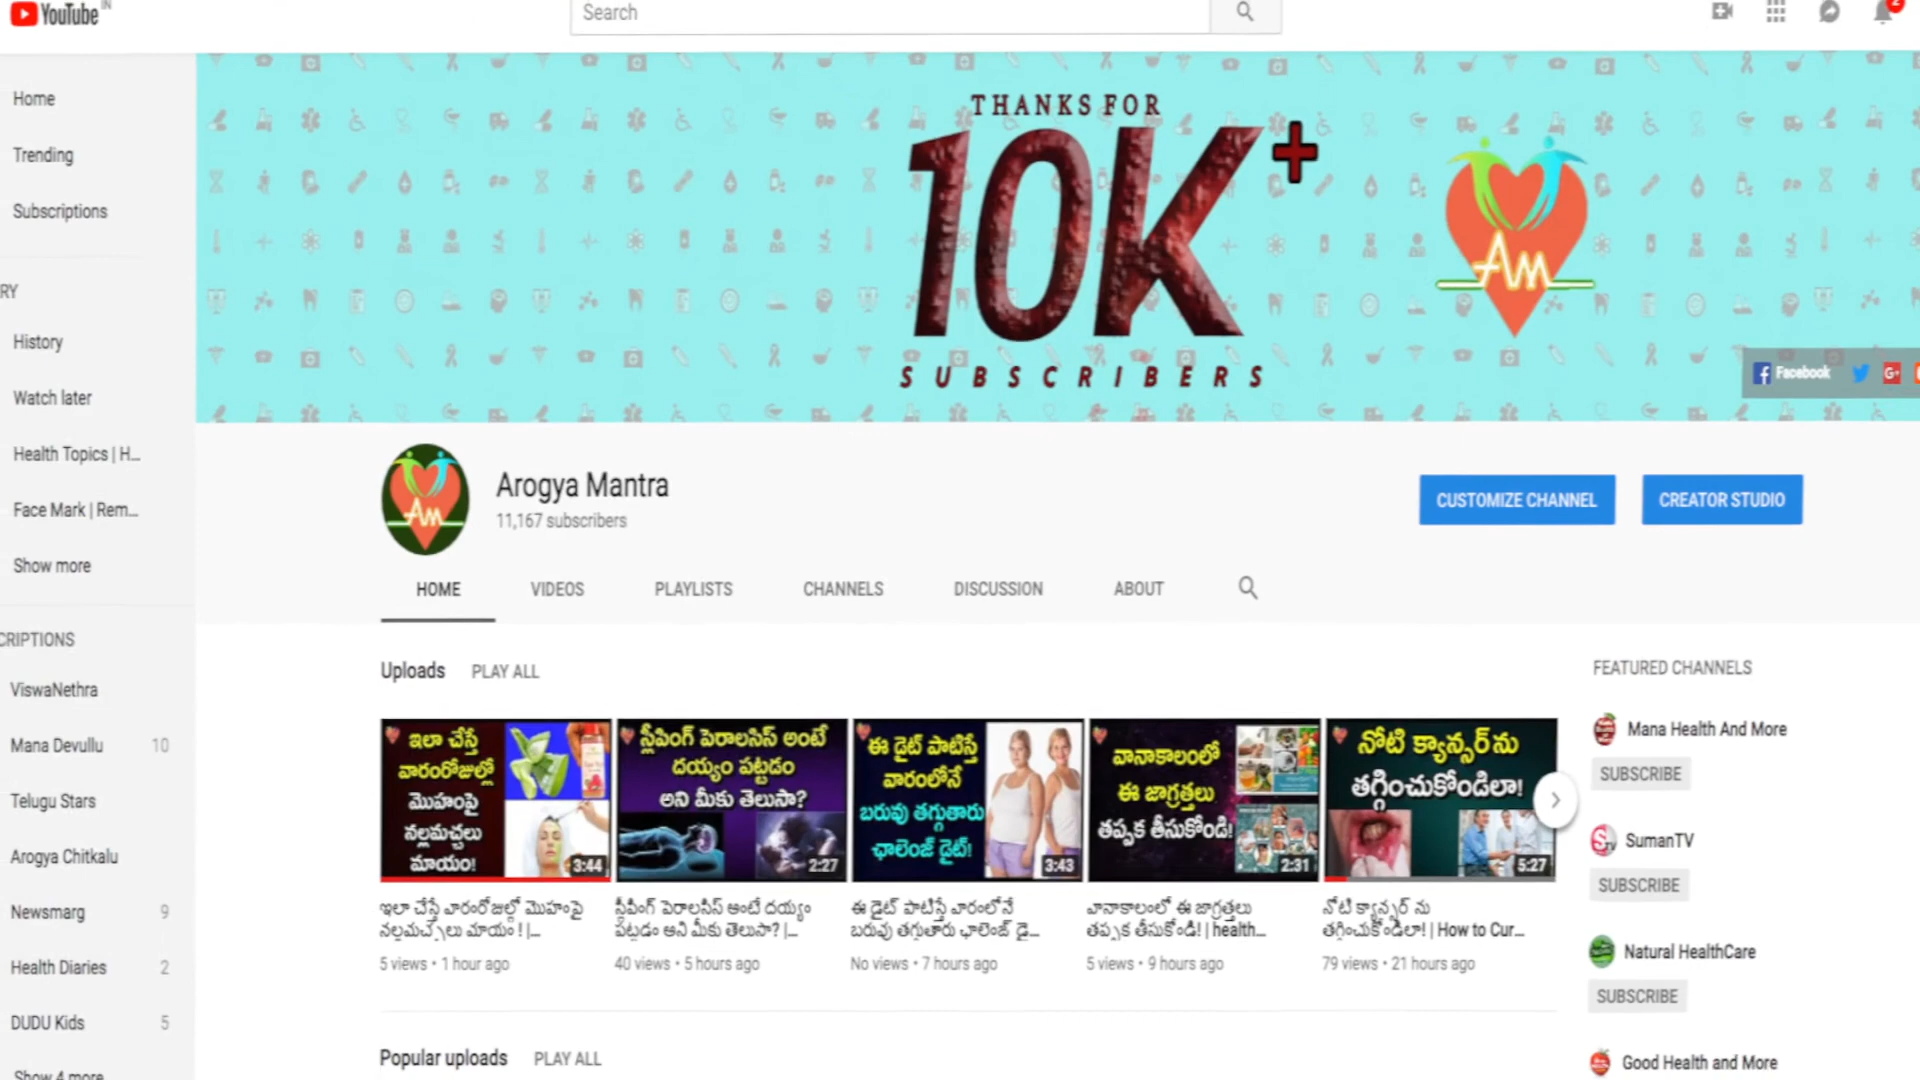 YouTube IN
Search
2
Home
Trending
Subscriptions
RY
History
Watch later
Health Topics | H...
Face Mark | Rem...
Show more
CRIPTIONS
ViswaNethra
Mana Devullu 10
Telugu Stars
Arogya Chitkalu
Newsmarg 9
Health Diaries 2
DUDU Kids 5
Show 4 more
THANKS FOR
10K+
SUBSCRIBERS
Am
Facebook
G+
Am
Arogya Mantra
11,167 subscribers
CUSTOMIZE CHANNEL
CREATOR STUDIO
HOME VIDEOS PLAYLISTS CHANNELS DISCUSSION ABOUT
Uploads PLAY ALL
ఇలా చేస్తే
వారంరోజుల్లో
మొహంపై
నల్లమచ్చలు
మాయం!
3:44
ఇలా చేస్తే వారంరోజుల్లో మొహంపై
నల్లమచ్చలు మాయం ! |...
5 views • 1 hour ago
స్లీపింగ్ పెరాలసిస్ అంటే
దయ్యం పట్టడం
అని మీకు తెలుసా?
2:27
స్లీపింగ్ పెరాలసిస్ అంటే దయ్యం
పట్టడం అని మీకు తెలుసా? |...
40 views • 5 hours ago
ఈ డైట్ పాటిస్తే
వారంలోనే
బరువు తగ్గుతారు
ఛాలెంజ్ డైట్!
3:43
ఈ డైట్ పాటిస్తే వారంలోనే
బరువు తగ్గుతారు ఛాలెంజ్ డై...
No views • 7 hours ago
వానాకాలంలో
ఈ జాగ్రత్తలు
తప్పక తీసుకోండి!
2:31
వానాకాలంలో ఈ జాగ్రత్తలు
తప్పక తీసుకోండి! | health...
5 views • 9 hours ago
నోటి క్యాన్సర్ ను
తగ్గించుకోండిలా!
5:27
నోటి క్యాన్సర్ ను
తగ్గించుకోండిలా! | How to Cur...
79 views • 21 hours ago
Popular uploads PLAY ALL
FEATURED CHANNELS
Mana Health And More
SUBSCRIBE
SumanTV
SUBSCRIBE
Natural HealthCare
SUBSCRIBE
Good Health and More